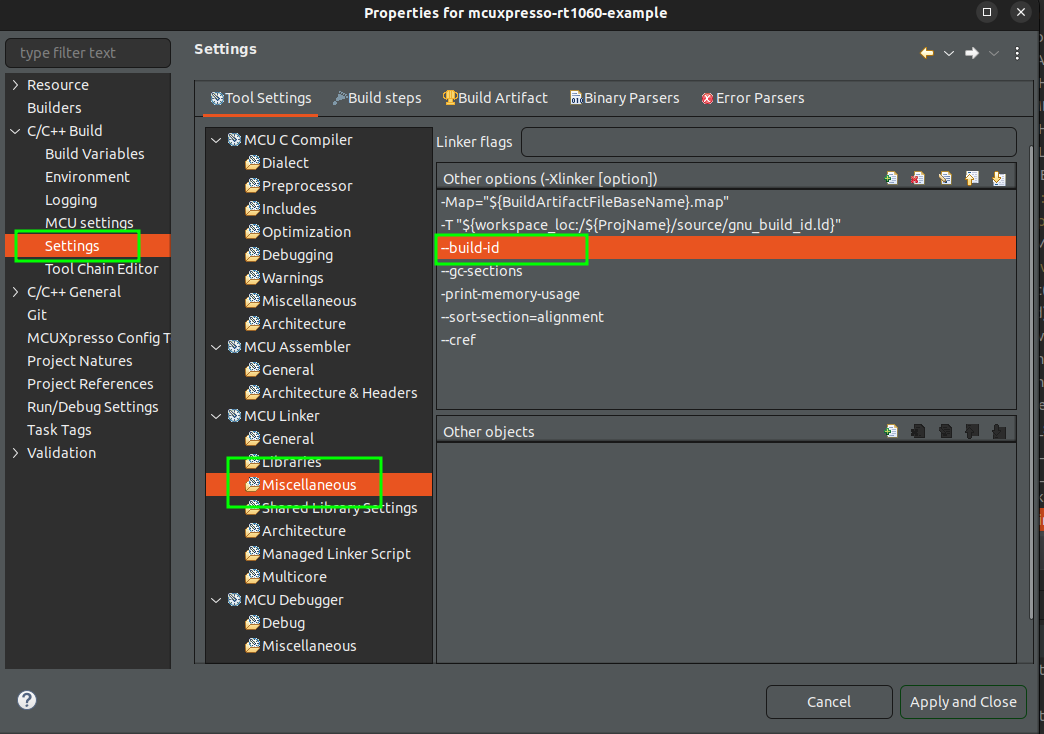 Properties for mcuxpresso-rt1060-example
type filter text
Resource
Builders
C/C++ Build
Build Variables
Environment
Logging
MCU settings
Settings
Tool Chain Editor
C/C++ General
Git
MCUXpresso Config T
Project Natures
Project References
Run/Debug Settings
Task Tags
Validation
Settings
Tool Settings
Build steps
Build Artifact
Binary Parsers
Error Parsers
MCU C Compiler
Dialect
Preprocessor
Includes
Optimization
Debugging
Warnings
Miscellaneous
Architecture
MCU Assembler
General
Architecture & Headers
MCU Linker
General
Libraries
Miscellaneous
Shared Library Settings
Architecture
Managed Linker Script
Multicore
MCU Debugger
Debug
Miscellaneous
Linker flags
Other options (-Xlinker [option])
-Map="${BuildArtifactFileBaseName}.map"
-T "${workspace_loc:/${ProjName}/source/gnu_build_id.ld}"
--build-id
--gc-sections
-print-memory-usage
--sort-section=alignment
--cref
Other objects
Cancel
Apply and Close